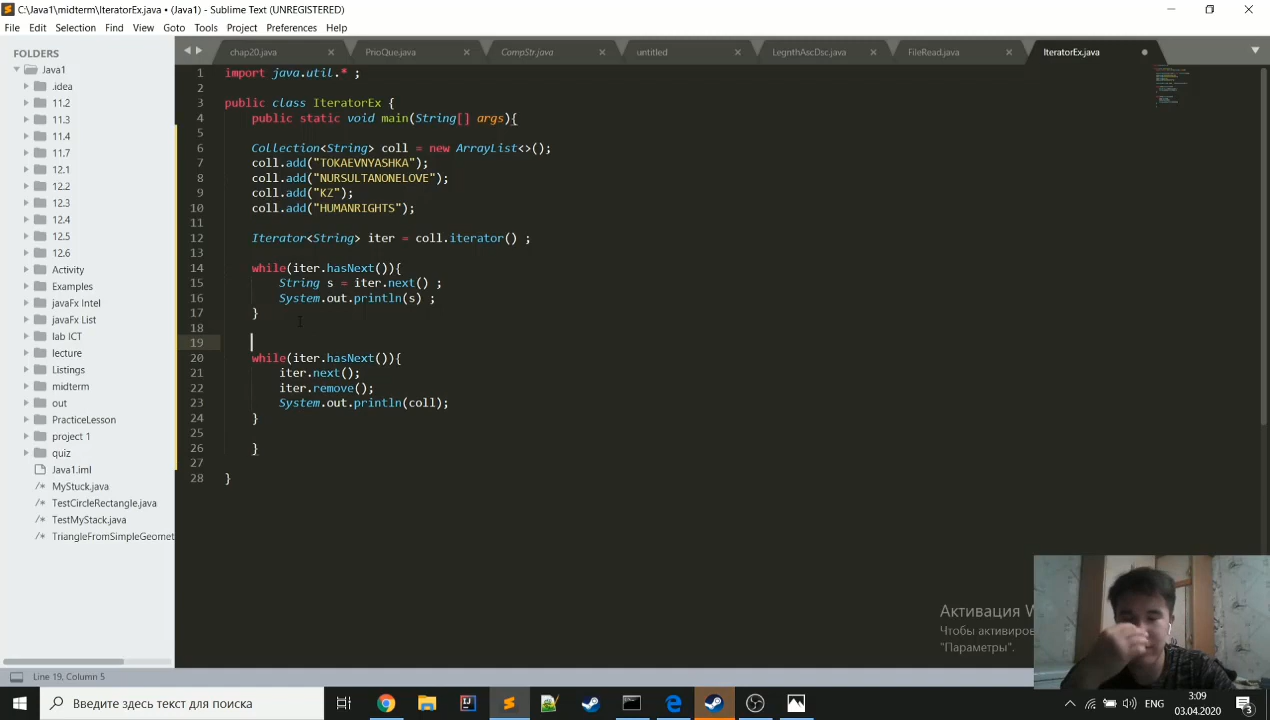 C:\Java1\midterm\IteratorEx.java • (Java1) - Sublime Text (UNREGISTERED)
File Edit Selection Find View Goto Tools Project Preferences Help
FOLDERS
Java1
.idea
11.2
11.3
11.4
11.7
12.1
12.2
12.3
12.4
12.5
12.6
Activity
Examples
javaFx Intel
javaFx List
lab ICT
lecture
Listings
midterm
out
PracticeLesson
project 1
quiz
Java1.iml
/* MyStuck.java
/* TestCircleRectangle.java
/* TestMyStack.java
/* TriangleFromSimpleGeomet
chap20.java PrioQue.java CompStr.java untitled LegnthAscDsc.java FileRead.java IteratorEx.java
1 import java.util.* ;
2
3 public class IteratorEx {
4 public static void main(String[] args){
5
6 Collection<String> coll = new ArrayList<>();
7 coll.add("TOKAEVNYASHKA");
8 coll.add("NURSULTANONELOVE");
9 coll.add("KZ");
10 coll.add("HUMANRIGHTS");
11
12 Iterator<String> iter = coll.iterator() ;
13
14 while(iter.hasNext()){
15 String s = iter.next() ;
16 System.out.println(s) ;
17 }
18
19
20 while(iter.hasNext()){
21 iter.next();
22 iter.remove();
23 System.out.println(coll);
24 }
25
26 }
27
28 }
Активация W
Чтобы активиров
"Параметры".
Line 19, Column 5
Введите здесь текст для поиска
ENG
3:09
03.04.2020
3